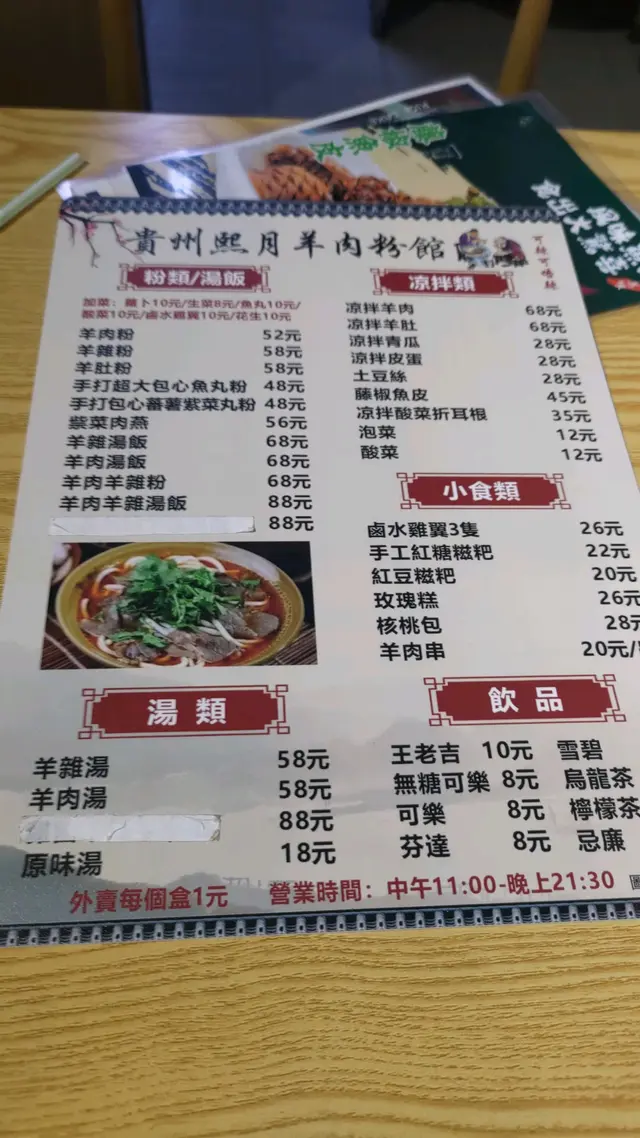 藤椒魚皮
貴州熙月羊肉粉館
粉類/湯飯
加菜：蘿卜10元/生菜8元/魚丸10元/
酸菜10元/鹵水雞翼10元/花生10元
羊肉粉 52元
羊雜粉 58元
羊肚粉 58元
手打超大包心魚丸粉 48元
手打包心蕃薯紫菜丸粉 48元
紫菜肉燕 56元
羊雜湯飯 68元
羊肉湯飯 68元
羊肉羊雜粉 68元
羊肉羊雜湯飯 88元
88元
涼拌類
涼拌羊肉 68元
涼拌羊肚 68元
涼拌青瓜 28元
涼拌皮蛋 28元
土豆絲 28元
藤椒魚皮 45元
涼拌酸菜折耳根 35元
泡菜 12元
酸菜 12元
小食類
鹵水雞翼3隻 26元
手工紅糖糍粑 22元
紅豆糍粑 20元
玫瑰糕 26元
核桃包 28元
羊肉串 20元/
湯類
羊雜湯 58元
羊肉湯 58元
88元
原味湯 18元
飲品
王老吉 10元 雪碧
無糖可樂 8元 烏龍茶
可樂 8元 檸檬茶
芬達 8元 忌廉
外賣每個盒1元 營業時間：中午11:00-晚上21:30